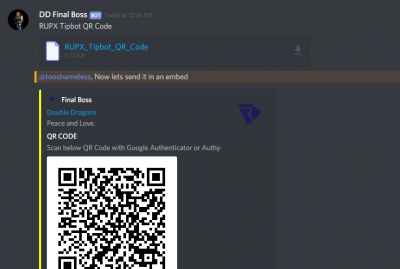 DD Final Boss BOT Today at 12:26 PM
RUPX Tipbot QR Code
RUPX_Tipbot_QR_Code
5.12 KB
@tooshameless, Now lets send it in an embed
Final Boss
Double Dragons
Peace and Love.
QR CODE
Scan below QR Code with Google Authenticator or Authy